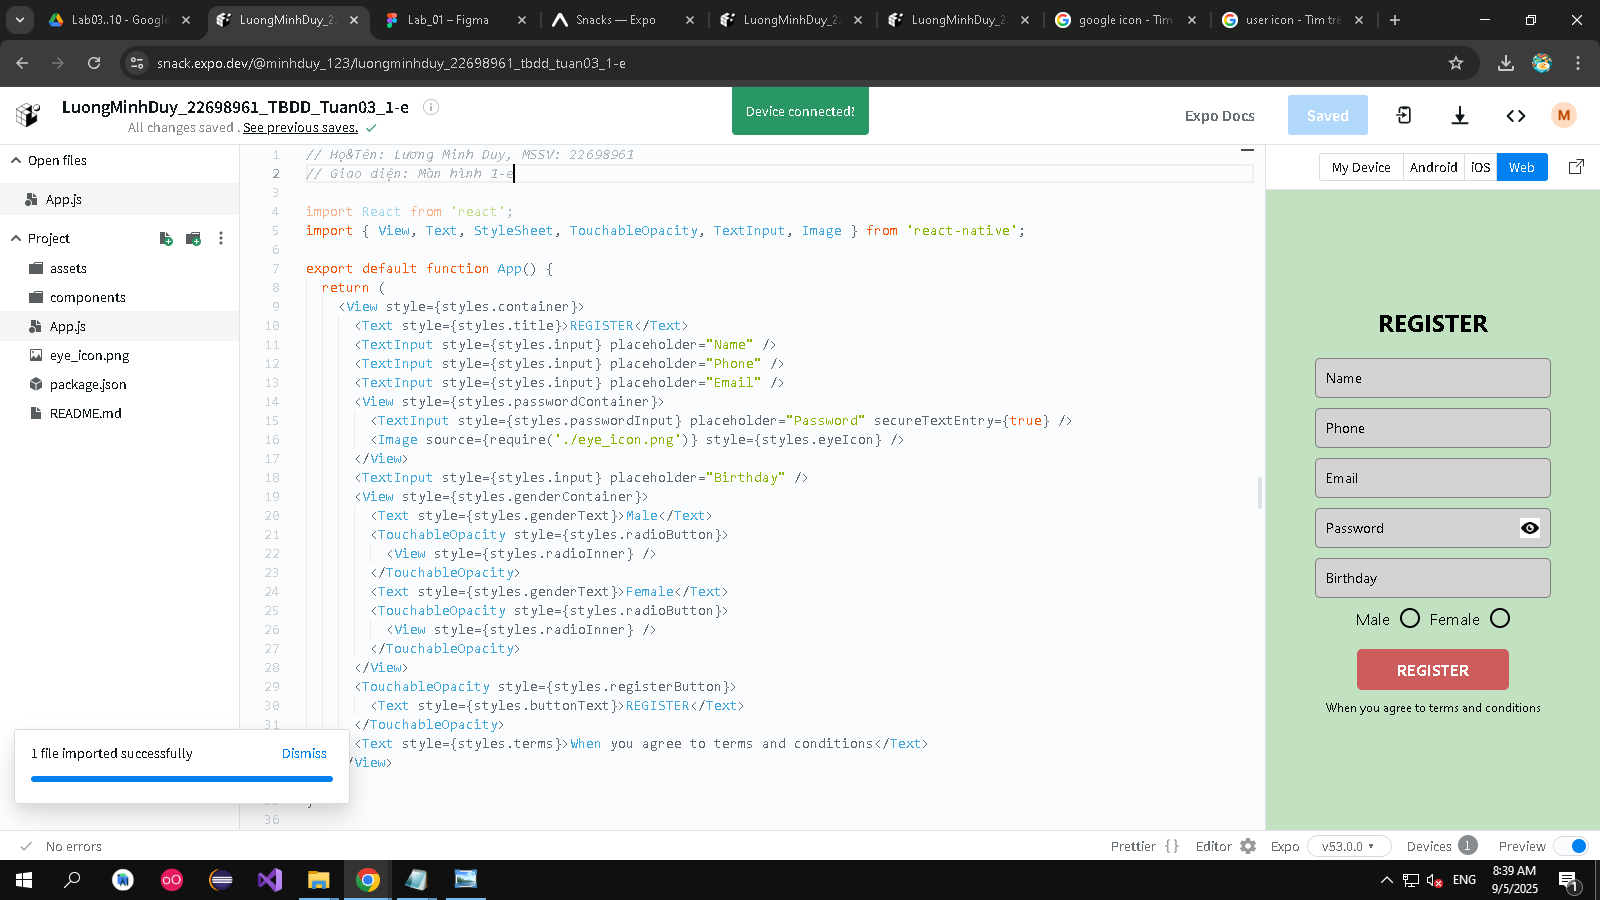 Lab03..10 - Google
LuongMinhDuy_2
Lab_01 – Figma
Snacks — Expo
LuongMinhDuy_2
LuongMinhDuy_2
google icon - Tìm
user icon - Tìm trê
snack.expo.dev/@minhduy_123/luongminhduy_22698961_tbdd_tuan03_1-e
LuongMinhDuy_22698961_TBDD_Tuan03_1-e
All changes saved . See previous saves.
Device connected!
Expo Docs
Saved
M
Open files
App.js
Project
assets
components
App.js
eye_icon.png
package.json
README.md
1 // Họ&Tên: Lương Minh Duy, MSSV: 22698961
2 // Giao diện: Màn hình 1-e
3
4 import React from 'react';
5 import { View, Text, StyleSheet, TouchableOpacity, TextInput, Image } from 'react-native';
6
7 export default function App() {
8 return (
9 <View style={styles.container}>
10 <Text style={styles.title}>REGISTER</Text>
11 <TextInput style={styles.input} placeholder="Name" />
12 <TextInput style={styles.input} placeholder="Phone" />
13 <TextInput style={styles.input} placeholder="Email" />
14 <View style={styles.passwordContainer}>
15 <TextInput style={styles.passwordInput} placeholder="Password" secureTextEntry={true} />
16 <Image source={require('./eye_icon.png')} style={styles.eyeIcon} />
17 </View>
18 <TextInput style={styles.input} placeholder="Birthday" />
19 <View style={styles.genderContainer}>
20 <Text style={styles.genderText}>Male</Text>
21 <TouchableOpacity style={styles.radioButton}>
22 <View style={styles.radioInner} />
23 </TouchableOpacity>
24 <Text style={styles.genderText}>Female</Text>
25 <TouchableOpacity style={styles.radioButton}>
26 <View style={styles.radioInner} />
27 </TouchableOpacity>
28 </View>
29 <TouchableOpacity style={styles.registerButton}>
30 <Text style={styles.buttonText}>REGISTER</Text>
31 </TouchableOpacity>
<Text style={styles.terms}>When you agree to terms and conditions</Text>
/View>
36
1 file imported successfully
Dismiss
My Device
Android
iOS
Web
REGISTER
Name
Phone
Email
Password
Birthday
Male
Female
REGISTER
When you agree to terms and conditions
No errors
Prettier { }
Editor
Expo
v53.0.0
Devices
1
Preview
ENG
8:39 AM
9/5/2025
1